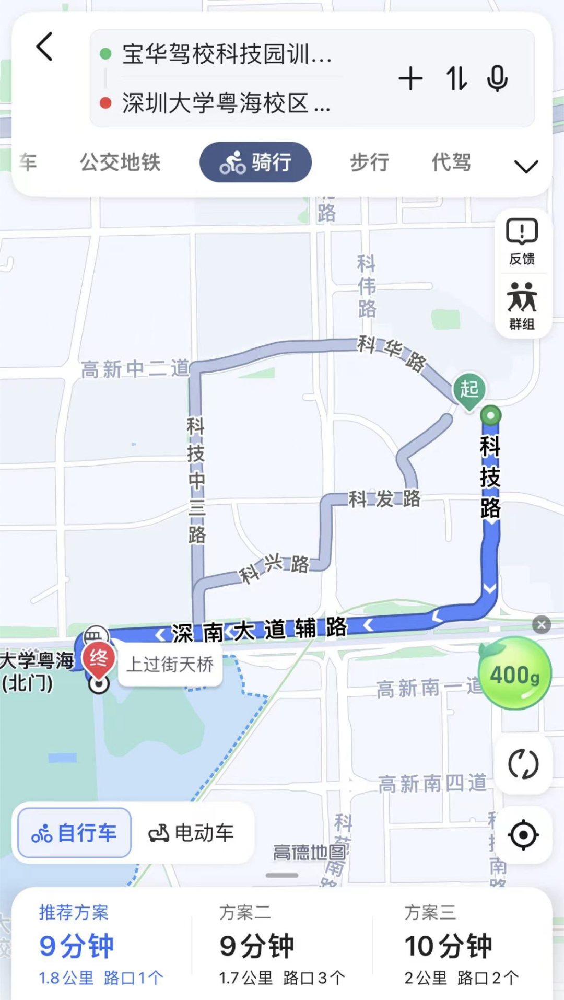 宝华驾校科技园训...
深圳大学粤海校区...
车
公交地铁
骑行
步行
代驾
路
反馈
科伟路
群组
科华路
高新中二道
起
科技中三路
科技路
科发路
科兴路
深南大道辅路
大学粤海
(北门)
终
上过街天桥
400g
高新南一道
高新南四道
自行车
电动车
高德地图
科苑南路
推荐方案
9分钟
1.8公里 路口1个
方案二
9分钟
1.7公里 路口3个
方案三
10分钟
2公里 路口2个